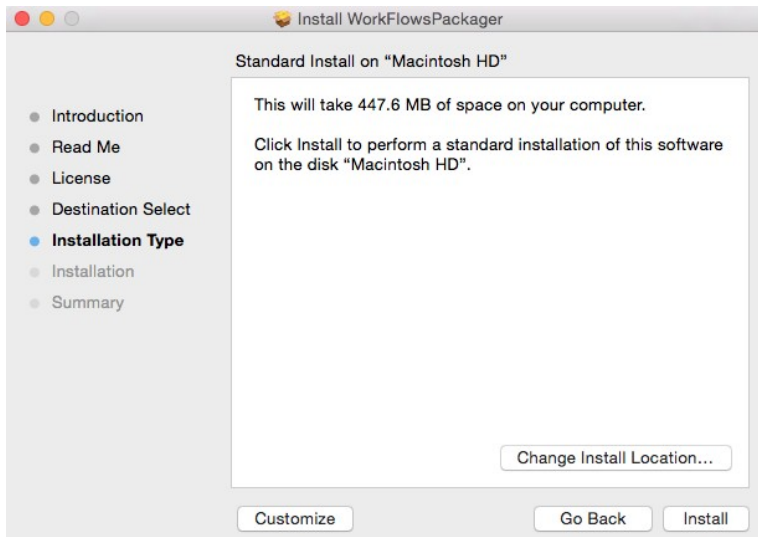 Install WorkFlowsPackager
Standard Install on “Macintosh HD”
Introduction
Read Me
License
Destination Select
Installation Type
Installation
Summary
This will take 447.6 MB of space on your computer.
Click Install to perform a standard installation of this software
on the disk “Macintosh HD”.
Change Install Location...
Customize
Go Back
Install